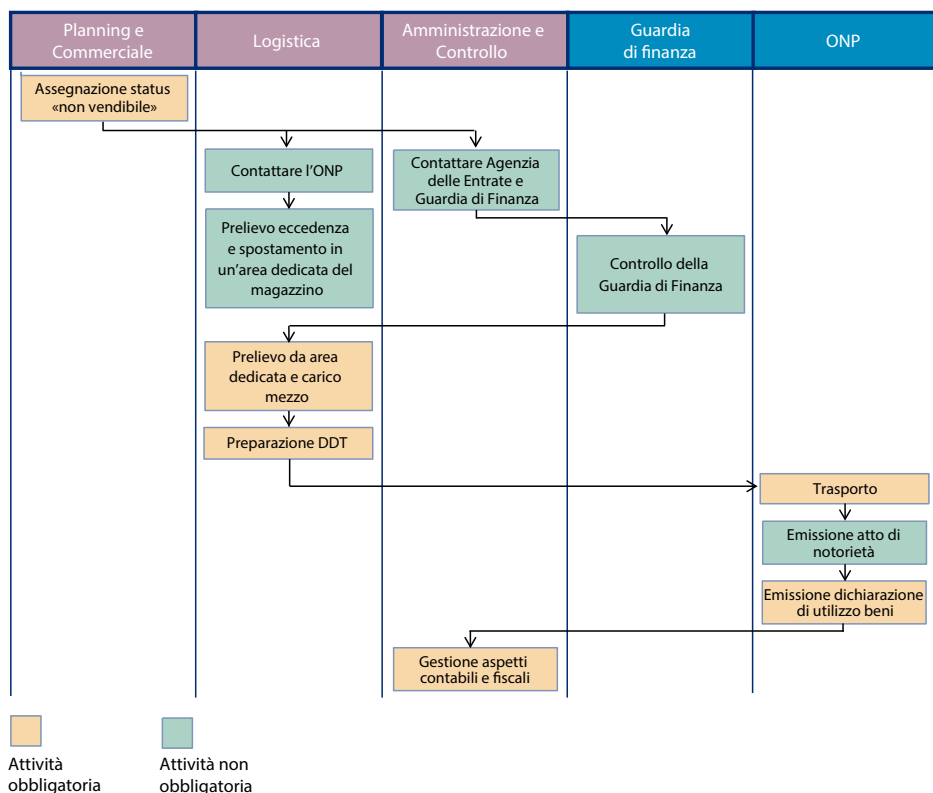 Planning e
Commerciale
Logistica
Amministrazione e
Controllo
Guardia
di finanza
ONP
Assegnazione status
«non vendibile»
Contattare l'ONP
Contattare Agenzia
delle Entrate e
Guardia di Finanza
Prelievo eccedenza
e spostamento in
un'area dedicata del
magazzino
Controllo della
Guardia di Finanza
Prelievo da area
dedicata e carico
mezzo
Preparazione DDT
Trasporto
Emissione atto di
notorietà
Emissione dichiarazione
di utilizzo beni
Gestione aspetti
contabili e fiscali
Attività
obbligatoria
Attività non
obbligatoria